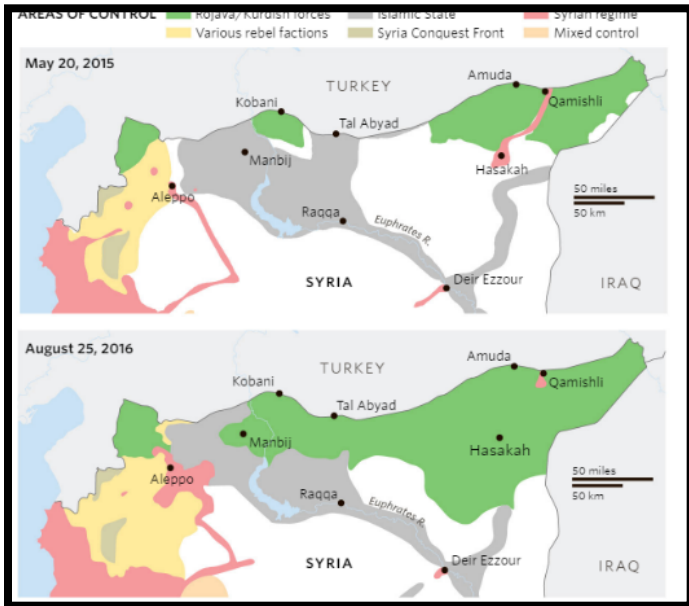 AREAS OF CONTROL
Rojava/Kurdish forces
Islamic State
Syrian regime
Various rebel factions
Syria Conquest Front
Mixed control
May 20, 2015
TURKEY
Amuda
Qamishli
Kobani
Tal Abyad
Manbij
Hasakah
Aleppo
50 miles
50 km
Raqqa
Euphrates R.
SYRIA
Deir Ezzour
IRAQ
August 25, 2016
TURKEY
Amuda
Kobani
Qamishli
Tal Abyad
Manbij
Hasakah
Aleppo
50 miles
50 km
Raqqa
Euphrates R.
SYRIA
Deir Ezzour
IRAQ